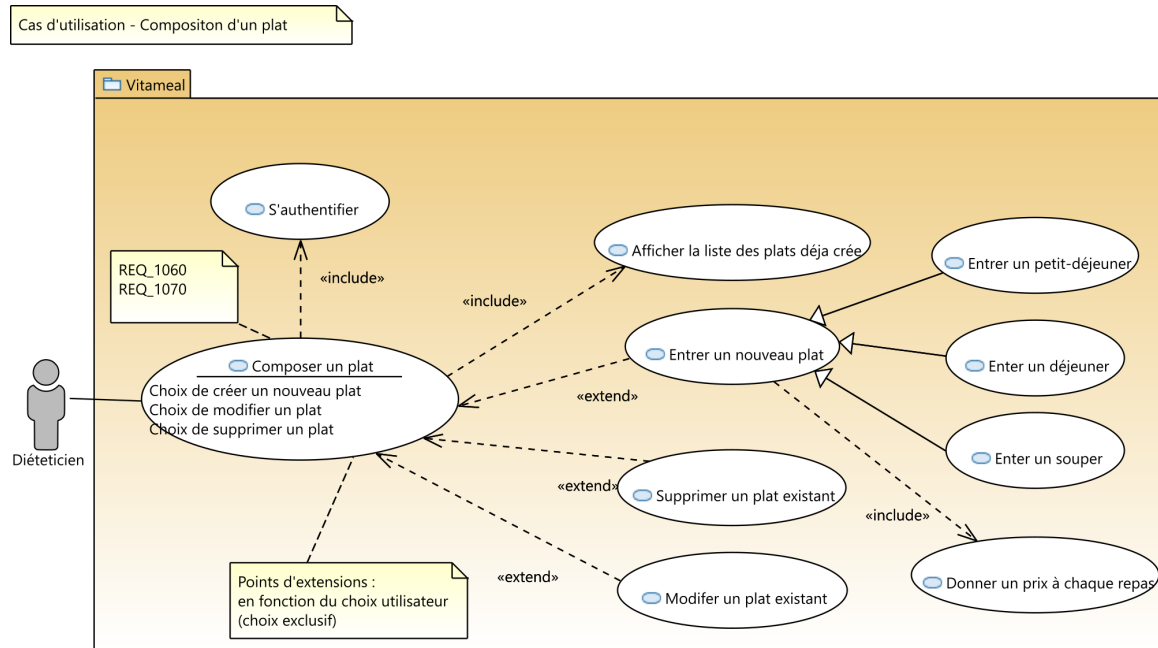 Cas d'utilisation - Compositon d'un plat
Vitameal
S'authentifier
Afficher la liste des plats déja crée
Entrer un petit-déjeuner
REQ_1060
REQ_1070
«include»
«include»
Entrer un nouveau plat
Enter un déjeuner
Composer un plat
Choix de créer un nouveau plat
Choix de modifier un plat
Choix de supprimer un plat
«extend»
Diéteticien
Enter un souper
«extend»
Supprimer un plat existant
«include»
Points d'extensions :
en fonction du choix utilisateur
(choix exclusif)
«extend»
Modifer un plat existant
Donner un prix à chaque repas